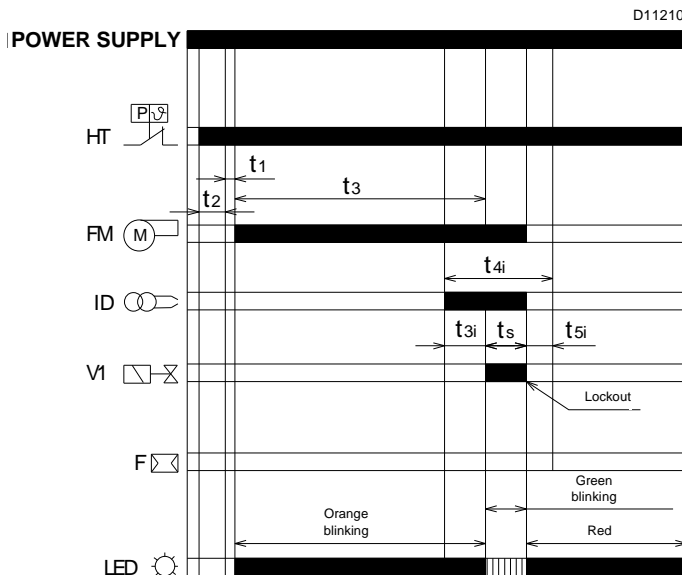 D11210
POWER SUPPLY
P ϑ
HT
t1
t3
t2
FM M
t4i
ID
t3i ts t5i
V1
Lockout
F
Green
blinking
Orange
blinking
Red
LED